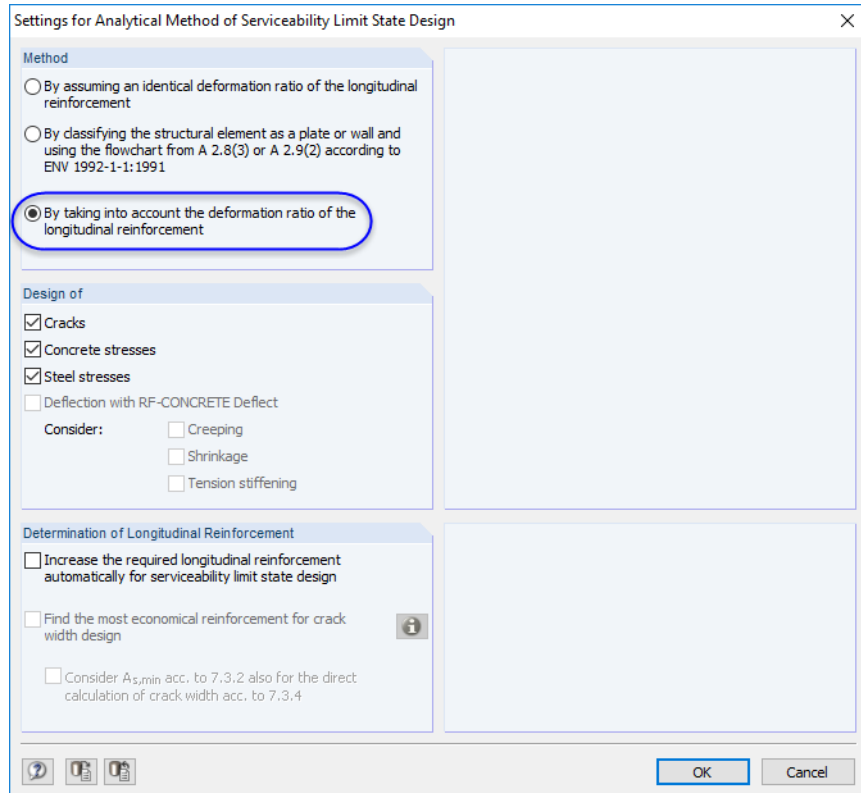 Settings for Analytical Method of Serviceability Limit State Design
Method
By assuming an identical deformation ratio of the longitudinal
reinforcement
By classifying the structural element as a plate or wall and
using the flowchart from A 2.8(3) or A 2.9(2) according to
ENV 1992-1-1:1991
By taking into account the deformation ratio of the
longitudinal reinforcement
Design of
Cracks
Concrete stresses
Steel stresses
Deflection with RF-CONCRETE Deflect
Consider: Creeping
Shrinkage
Tension stiffening
Determination of Longitudinal Reinforcement
Increase the required longitudinal reinforcement
automatically for serviceability limit state design
Find the most economical reinforcement for crack
width design
Consider As,min acc. to 7.3.2 also for the direct
calculation of crack width acc. to 7.3.4
OK Cancel